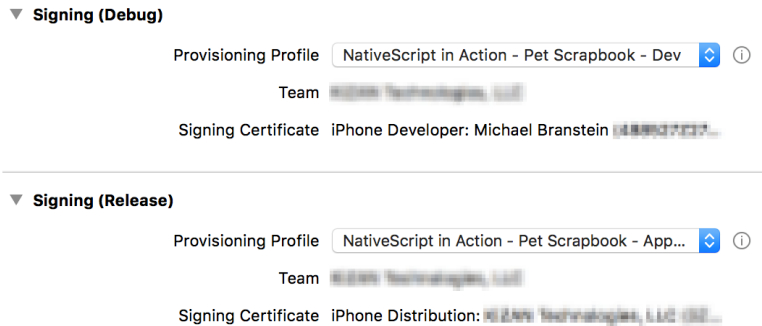 Signing (Debug)
Provisioning Profile NativeScript in Action - Pet Scrapbook - Dev
Team
Signing Certificate iPhone Developer: Michael Branstein
Signing (Release)
Provisioning Profile NativeScript in Action - Pet Scrapbook - App...
Team
Signing Certificate iPhone Distribution: